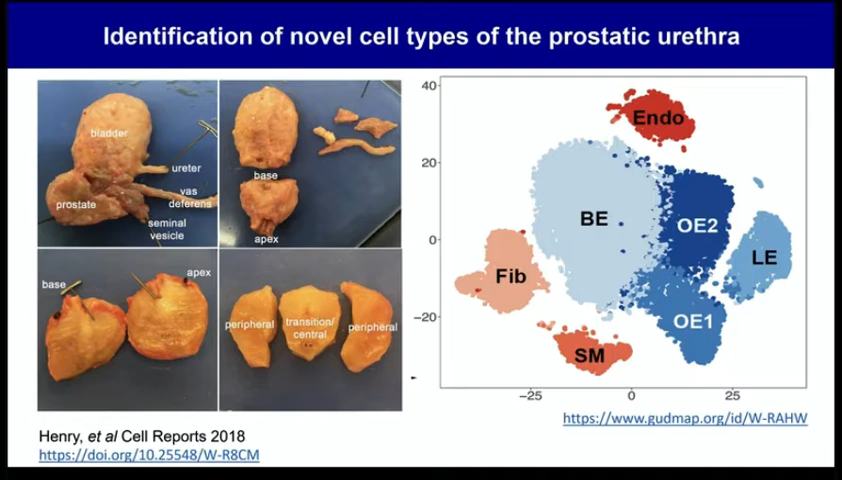 Identification of novel cell types of the prostatic urethra
bladder
ureter
prostate
vas
deferens
seminal
vesicle
base
apex
base
apex
peripheral
transition/
central
peripheral
40
20
0
−20
−25
0
25
Endo
BE
OE2
LE
Fib
OE1
SM
https://www.gudmap.org/id/W-RAHW
Henry, et al Cell Reports 2018
https://doi.org/10.25548/W-R8CM